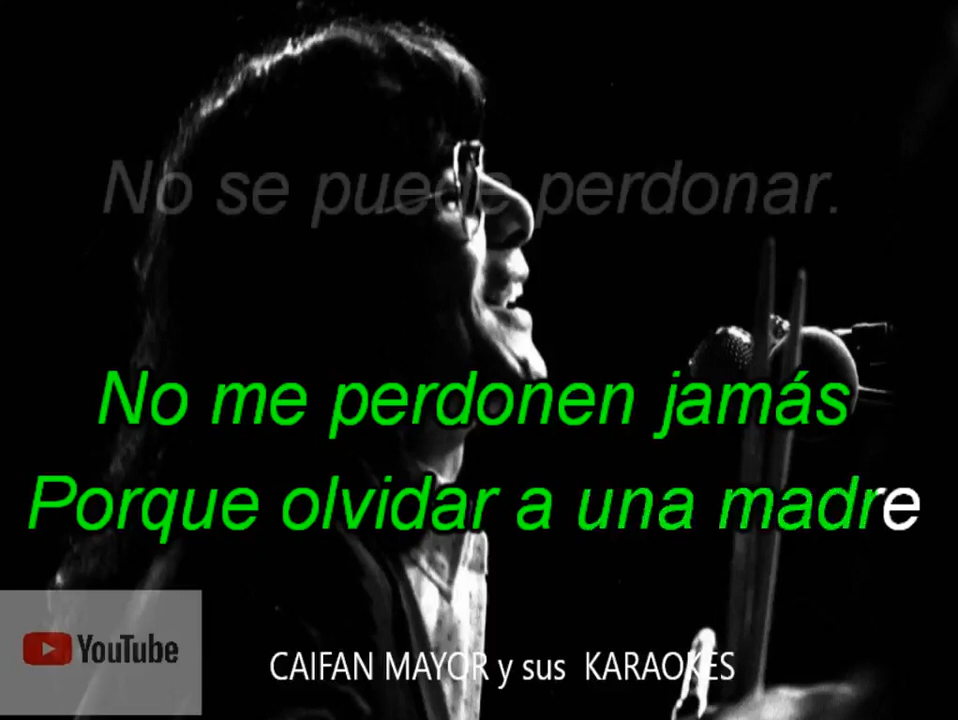 No se puede perdonar.
No me perdonen jamás
Porque olvidar a una madre
YouTube
CAIFAN MAYOR y sus KARAOKES